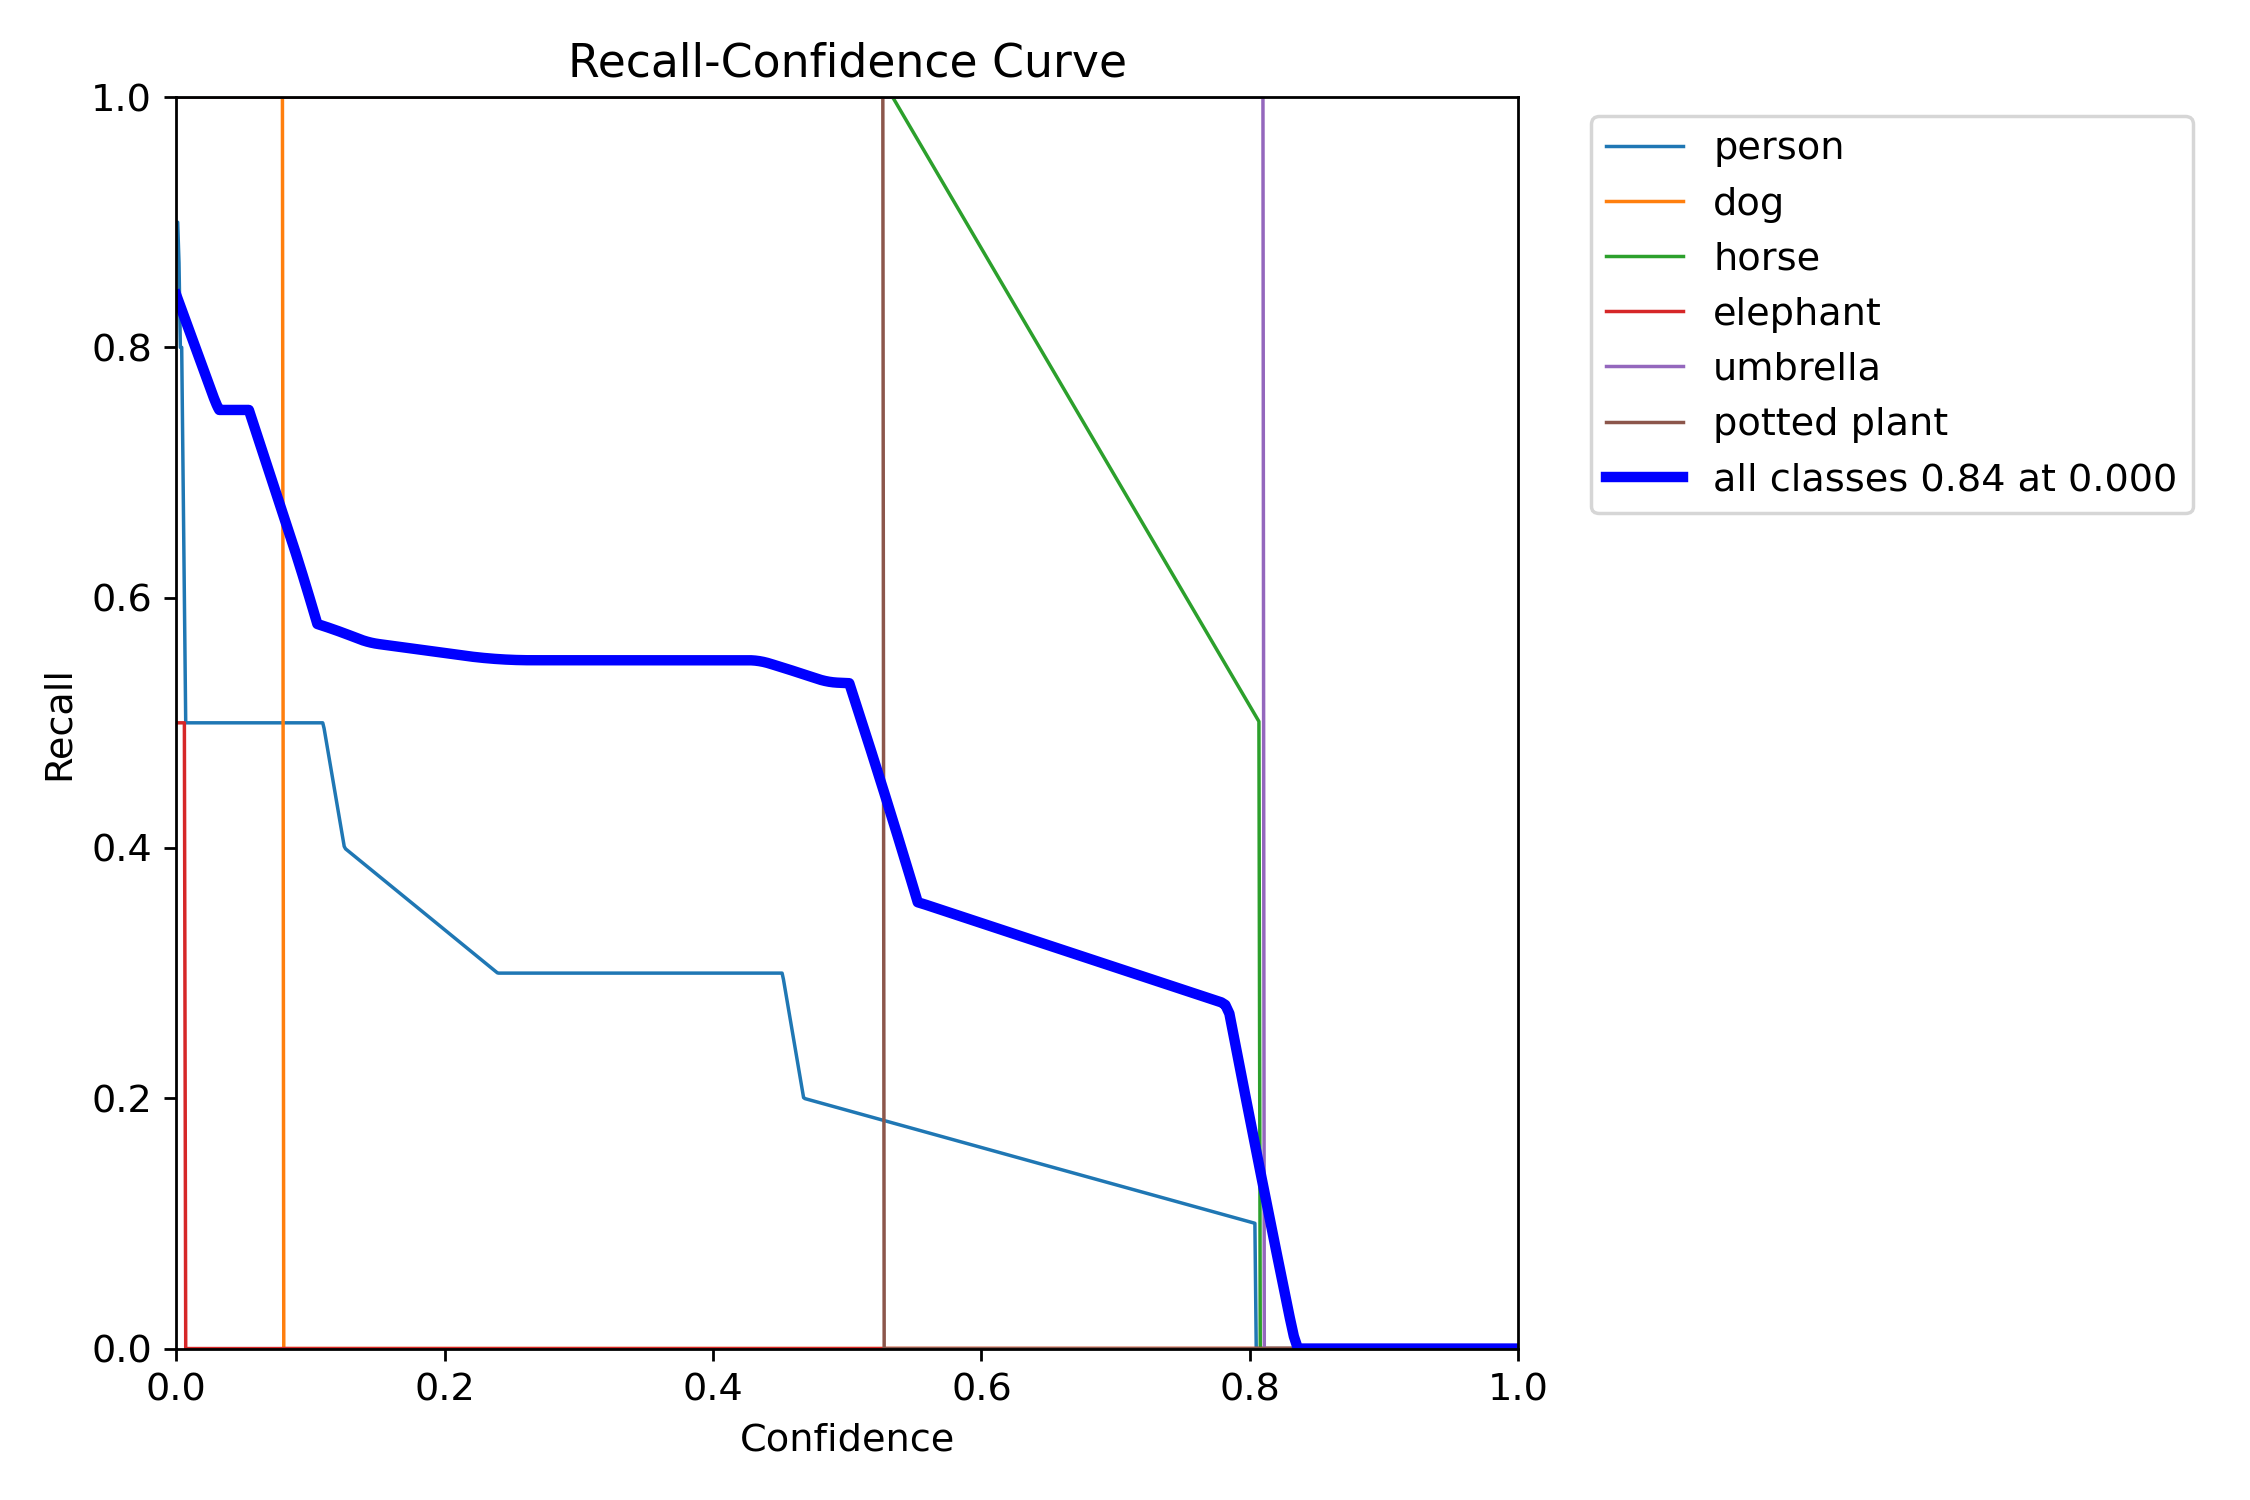 Recall-Confidence Curve
1.0
0.8
0.6
0.4
0.2
0.0
Recall
0.0 0.2 0.4 0.6 0.8 1.0
Confidence
person
dog
horse
elephant
umbrella
potted plant
all classes 0.84 at 0.000